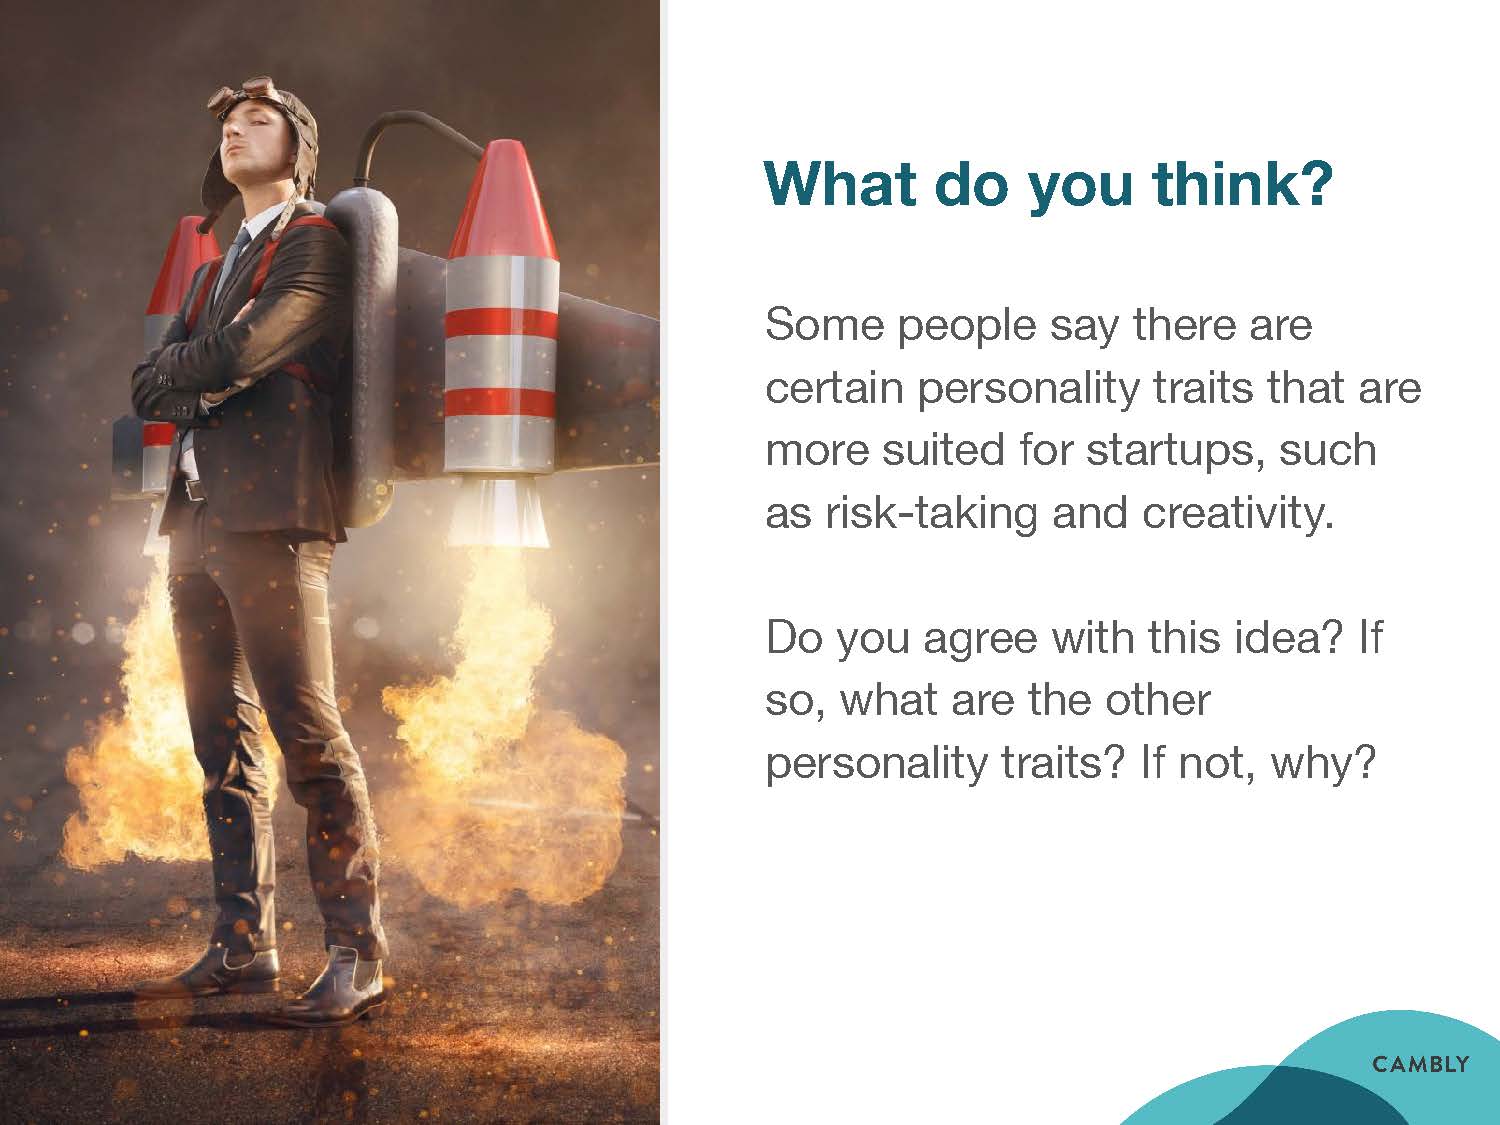 What do you think?
Some people say there are
certain personality traits that are
more suited for startups, such
as risk-taking and creativity.
Do you agree with this idea? If
so, what are the other
personality traits? If not, why?
CAMBLY